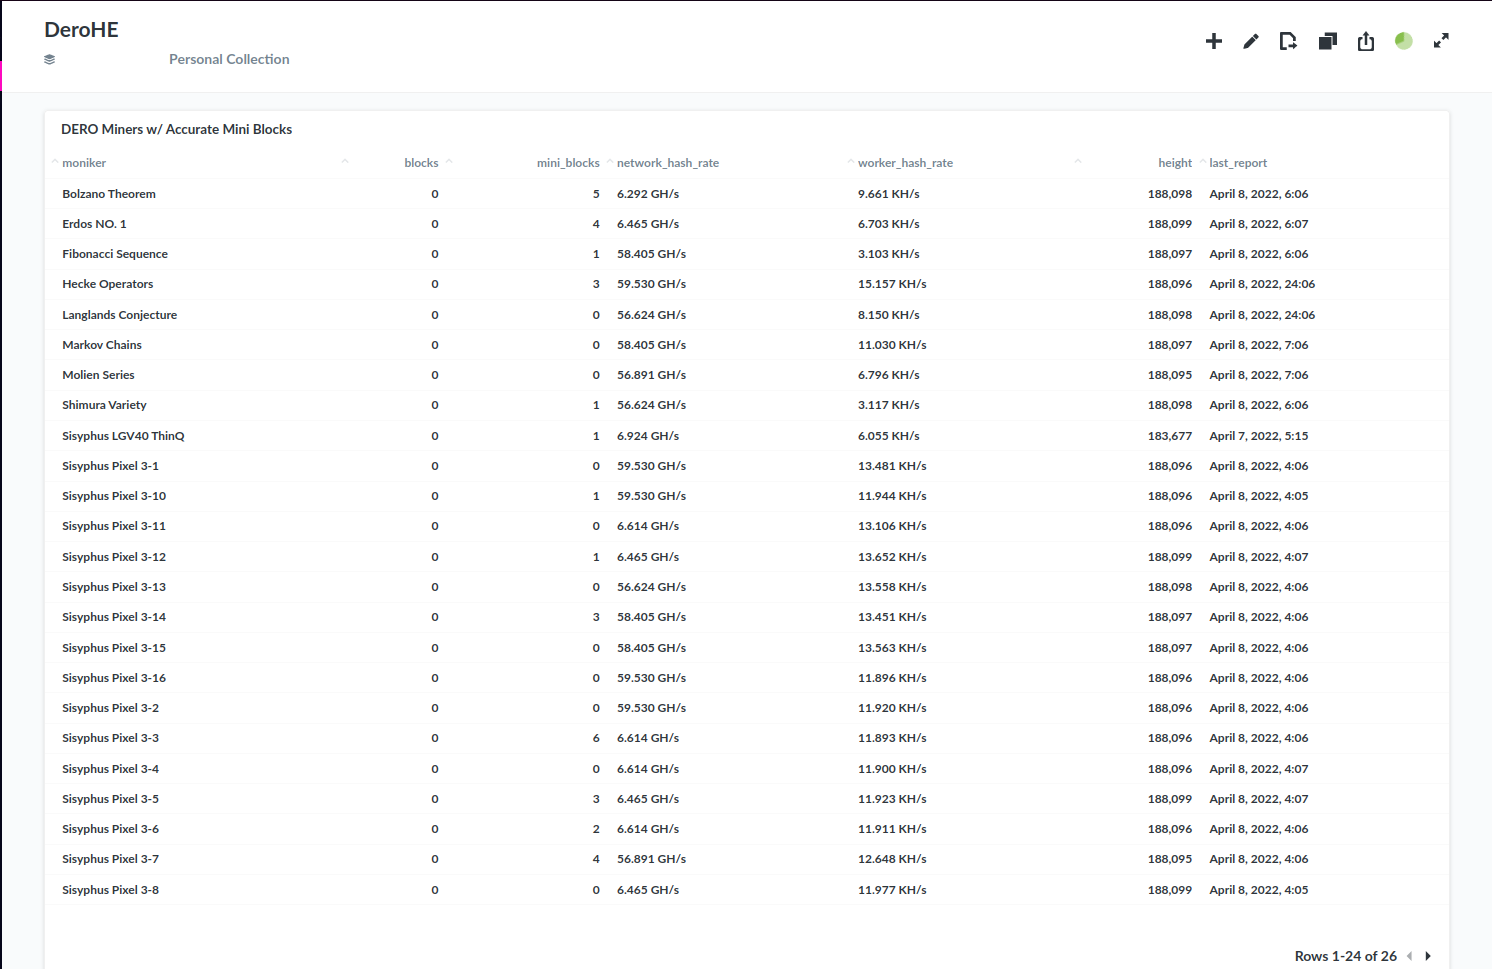 DeroHE
Personal Collection
DERO Miners w/ Accurate Mini Blocks
moniker blocks mini_blocks network_hash_rate worker_hash_rate height last_report
Bolzano Theorem 0 5 6.292 GH/s 9.661 KH/s 188,098 April 8, 2022, 6:06
Erdos NO. 1 0 4 6.465 GH/s 6.703 KH/s 188,099 April 8, 2022, 6:07
Fibonacci Sequence 0 1 58.405 GH/s 3.103 KH/s 188,097 April 8, 2022, 6:06
Hecke Operators 0 3 59.530 GH/s 15.157 KH/s 188,096 April 8, 2022, 24:06
Langlands Conjecture 0 0 56.624 GH/s 8.150 KH/s 188,098 April 8, 2022, 24:06
Markov Chains 0 0 58.405 GH/s 11.030 KH/s 188,097 April 8, 2022, 7:06
Molien Series 0 0 56.891 GH/s 6.796 KH/s 188,095 April 8, 2022, 7:06
Shimura Variety 0 1 56.624 GH/s 3.117 KH/s 188,098 April 8, 2022, 6:06
Sisyphus LGV40 ThinQ 0 1 6.924 GH/s 6.055 KH/s 183,677 April 7, 2022, 5:15
Sisyphus Pixel 3-1 0 0 59.530 GH/s 13.481 KH/s 188,096 April 8, 2022, 4:06
Sisyphus Pixel 3-10 0 1 59.530 GH/s 11.944 KH/s 188,096 April 8, 2022, 4:05
Sisyphus Pixel 3-11 0 0 6.614 GH/s 13.106 KH/s 188,096 April 8, 2022, 4:06
Sisyphus Pixel 3-12 0 1 6.465 GH/s 13.652 KH/s 188,099 April 8, 2022, 4:07
Sisyphus Pixel 3-13 0 0 56.624 GH/s 13.558 KH/s 188,098 April 8, 2022, 4:06
Sisyphus Pixel 3-14 0 3 58.405 GH/s 13.451 KH/s 188,097 April 8, 2022, 4:06
Sisyphus Pixel 3-15 0 0 58.405 GH/s 13.563 KH/s 188,097 April 8, 2022, 4:06
Sisyphus Pixel 3-16 0 0 59.530 GH/s 11.896 KH/s 188,096 April 8, 2022, 4:06
Sisyphus Pixel 3-2 0 0 59.530 GH/s 11.920 KH/s 188,096 April 8, 2022, 4:06
Sisyphus Pixel 3-3 0 6 6.614 GH/s 11.893 KH/s 188,096 April 8, 2022, 4:06
Sisyphus Pixel 3-4 0 0 6.614 GH/s 11.900 KH/s 188,096 April 8, 2022, 4:07
Sisyphus Pixel 3-5 0 3 6.465 GH/s 11.923 KH/s 188,099 April 8, 2022, 4:07
Sisyphus Pixel 3-6 0 2 6.614 GH/s 11.911 KH/s 188,096 April 8, 2022, 4:06
Sisyphus Pixel 3-7 0 4 56.891 GH/s 12.648 KH/s 188,095 April 8, 2022, 4:06
Sisyphus Pixel 3-8 0 0 6.465 GH/s 11.977 KH/s 188,099 April 8, 2022, 4:05
Rows 1-24 of 26